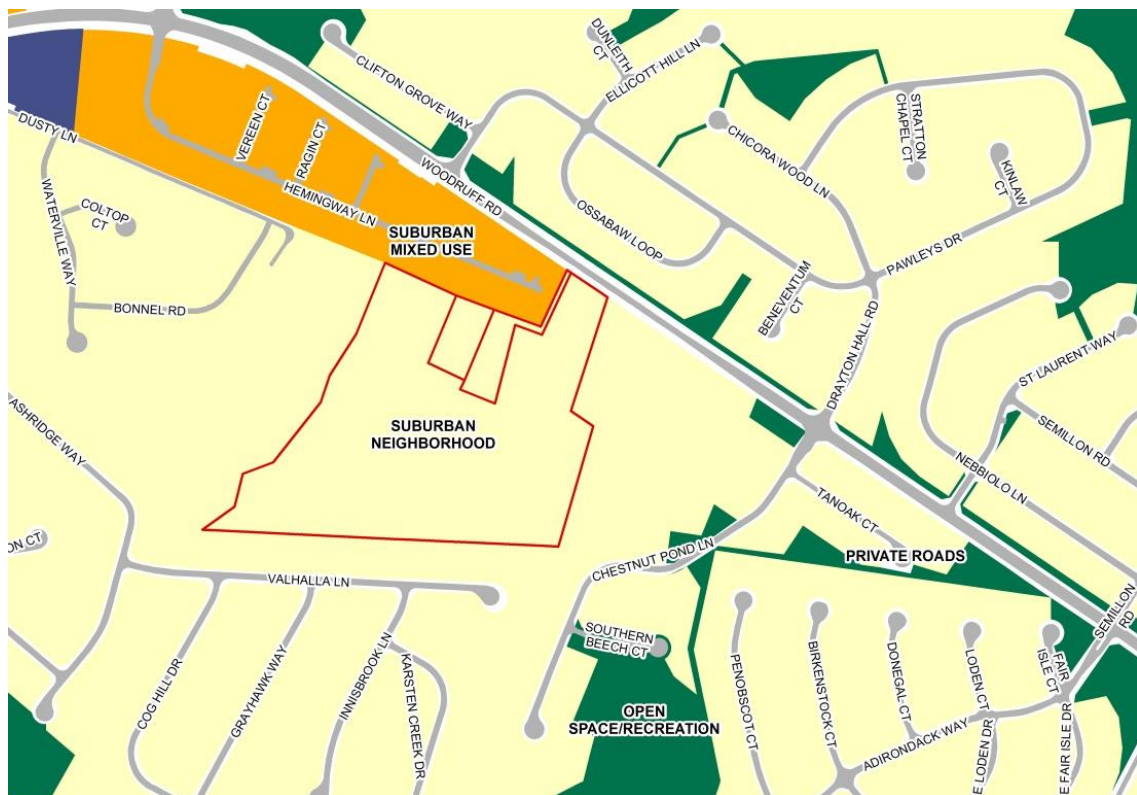 DUNLEITH
CT
ELLICOTT HILL LN
CLIFTON GROVE WAY
STRATTON
CHAPEL CT
CHICORA WOOD LN
KINLAW
CT
VEREEN CT
RAGIN CT
WOODRUFF RD
DUSTY LN
HEMINGWAY LN
WATERVILLE WAY
COLTOP
CT
SUBURBAN
MIXED USE
OSSABAW LOOP
PAWLEYS DR
BENEVENTUM
CT
BONNEL RD
DRAYTON HALL RD
ST LAURENT WAY
SEMILLON RD
ASHRIDGE WAY
SUBURBAN
NEIGHBORHOOD
NEBBIOLO LN
TANOAK CT
ON CT
PRIVATE ROADS
CHESTNUT POND LN
VALHALLA LN
SEMILLON
RD
SOUTHERN
BEECH CT
COG HILL DR
GRAYHAWK WAY
INNISBROOK LN
KARSTEN CREEK DR
PENOBSCOT CT
BIRKENSTOCK CT
DONEGAL CT
LODEN CT
FAIR
ISLE CT
OPEN
SPACE/RECREATION
ADIRONDACK WAY
E LODEN DR
E FAIR ISLE DR